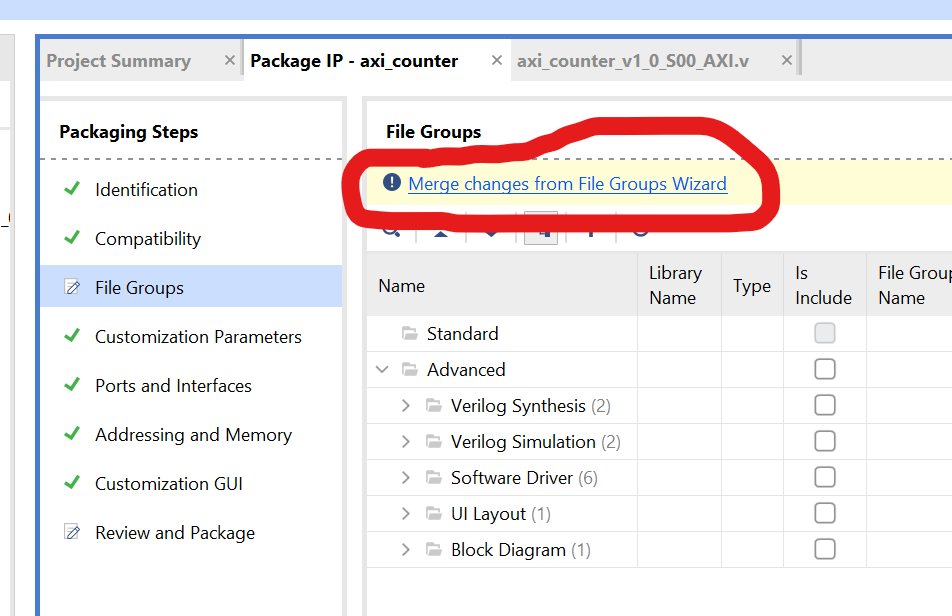 Project Summary
Package IP - axi_counter
axi_counter_v1_0_S00_AXI.v
Packaging Steps
Identification
Compatibility
File Groups
Customization Parameters
Ports and Interfaces
Addressing and Memory
Customization GUI
Review and Package
File Groups
Merge changes from File Groups Wizard
Name
Library
Name
Type
Is
Include
File Group
Name
Standard
Advanced
Verilog Synthesis (2)
Verilog Simulation (2)
Software Driver (6)
UI Layout (1)
Block Diagram (1)